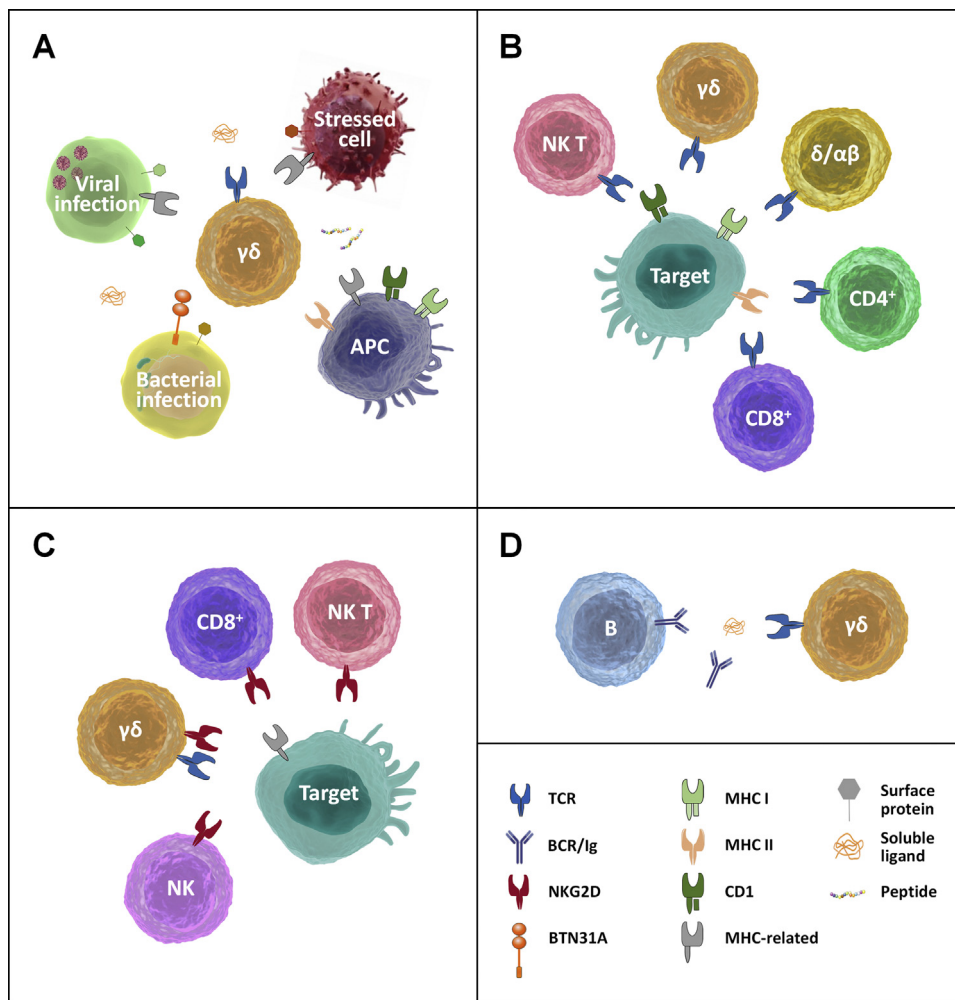 A
Stressed
cell
Viral
infection
γδ
APC
Bacterial
infection
B
γδ
NK T
δ/αβ
Target
CD4⁺
CD8⁺
C
CD8⁺
NK T
γδ
Target
NK
D
B
γδ
TCR
BCR/Ig
NKG2D
BTN31A
MHC I
MHC II
CD1
MHC-related
Surface
protein
Soluble
ligand
Peptide